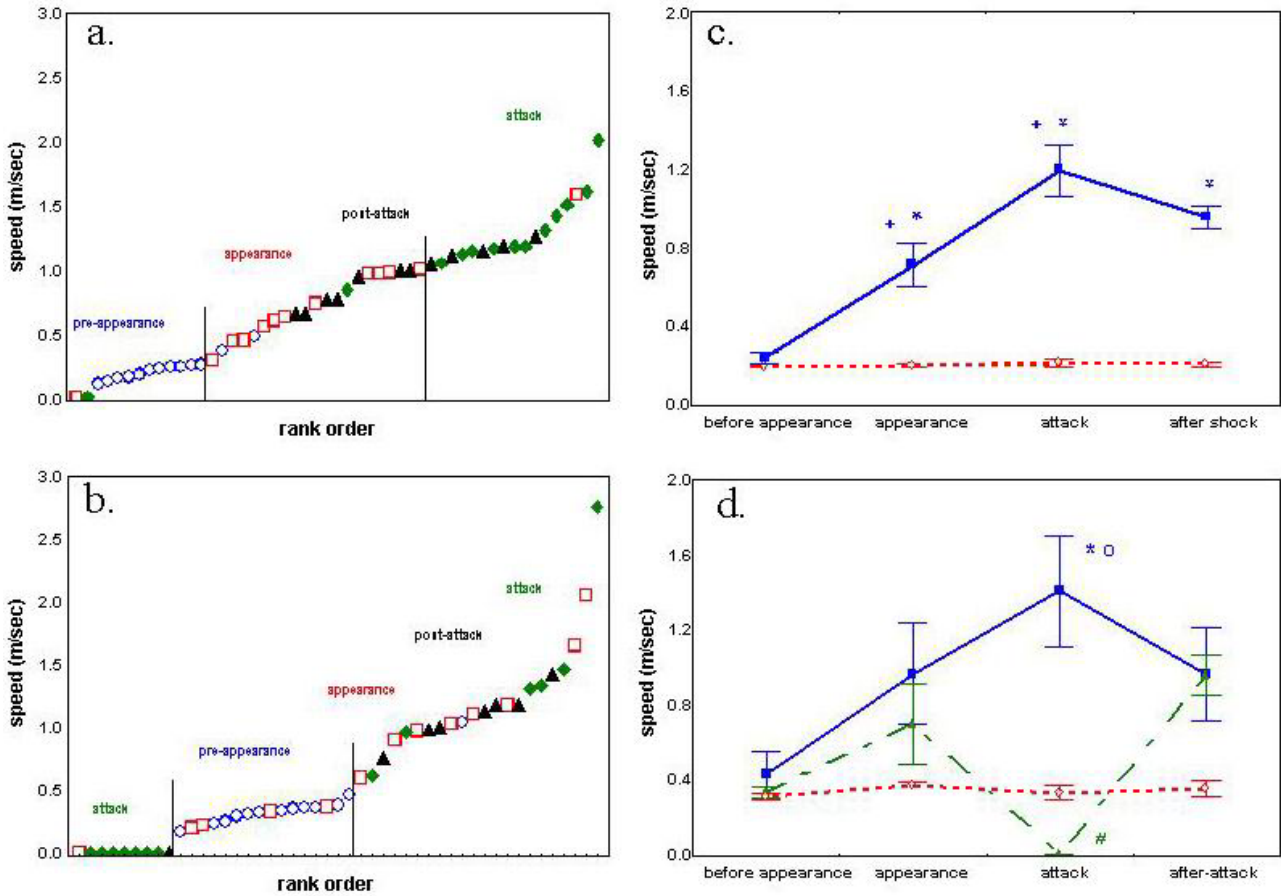 a.
3.0
2.5
2.0
1.5
1.0
0.5
0.0
speed (m/sec)
pre-appearance
appearance
post-attack
attack
rank order
c.
2.0
1.6
1.2
0.8
0.4
0.0
speed (m/sec)
+ *
+ *
*
before appearance
appearance
attack
after shock
b.
3.0
2.5
2.0
1.5
1.0
0.5
0.0
speed (m/sec)
attack
pre-appearance
appearance
post-attack
attack
rank order
d.
2.0
1.6
1.2
0.8
0.4
0.0
speed (m/sec)
* o
#
before appearance
appearance
attack
after-attack